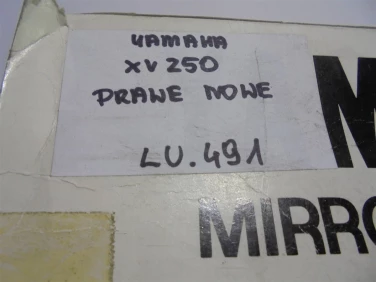 YAMAHA
XV 250
PRAWE NOWE
LU.491
M
MIRRO